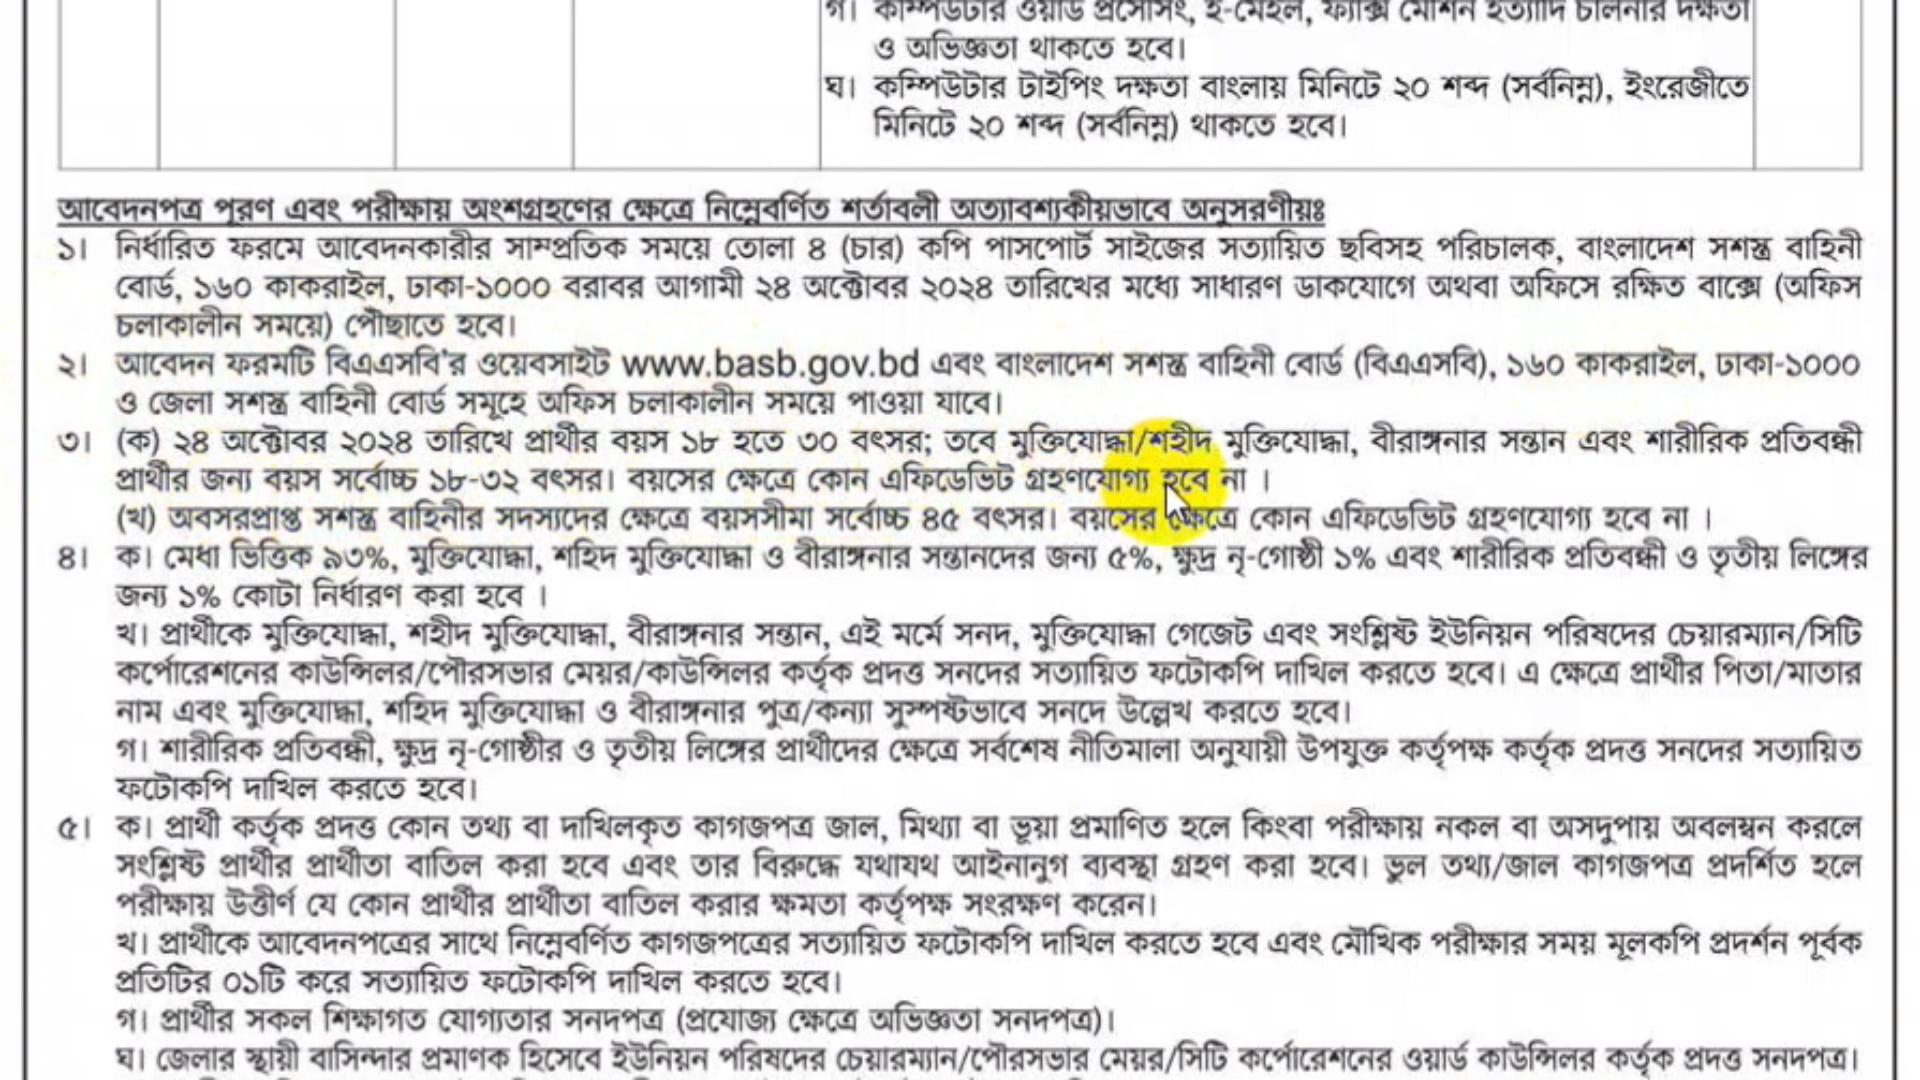 গ। কম্পিউটার ওয়ার্ড প্রসেসিং, ই-মেইল, ফ্যাক্স মেশিন ইত্যাদি চালনার দক্ষতা
ও অভিজ্ঞতা থাকতে হবে।
ঘ। কম্পিউটার টাইপিং দক্ষতা বাংলায় মিনিটে ২০ শব্দ (সর্বনিম্ন), ইংরেজীতে
মিনিটে ২০ শব্দ (সর্বনিম্ন) থাকতে হবে।
আবেদনপত্র পূরণ এবং পরীক্ষায় অংশগ্রহণের ক্ষেত্রে নিম্নেবর্ণিত শর্তাবলী অত্যাবশ্যকীয়ভাবে অনুসরণীয়ঃ
১। নির্ধারিত ফরমে আবেদনকারীর সাম্প্রতিক সময়ে তোলা ৪ (চার) কপি পাসপোর্ট সাইজের সত্যায়িত ছবিসহ পরিচালক, বাংলাদেশ সশস্ত্র বাহিনী
বোর্ড, ১৬০ কাকরাইল, ঢাকা-১০০০ বরাবর আগামী ২৪ অক্টোবর ২০২৪ তারিখের মধ্যে সাধারণ ডাকযোগে অথবা অফিসে রক্ষিত বাক্সে (অফিস
চলাকালীন সময়ে) পৌঁছাতে হবে।
২। আবেদন ফরমটি বিএএসবি'র ওয়েবসাইট www.basb.gov.bd এবং বাংলাদেশ সশস্ত্র বাহিনী বোর্ড (বিএএসবি), ১৬০ কাকরাইল, ঢাকা-১০০০
ও জেলা সশস্ত্র বাহিনী বোর্ড সমূহে অফিস চলাকালীন সময়ে পাওয়া যাবে।
৩। (ক) ২৪ অক্টোবর ২০২৪ তারিখে প্রার্থীর বয়স ১৮ হতে ৩০ বৎসর; তবে মুক্তিযোদ্ধা/শহীদ মুক্তিযোদ্ধা, বীরাঙ্গনার সন্তান এবং শারীরিক প্রতিবন্ধী
প্রার্থীর জন্য বয়স সর্বোচ্চ ১৮-৩২ বৎসর। বয়সের ক্ষেত্রে কোন এফিডেভিট গ্রহণযোগ্য হবে না ।
(খ) অবসরপ্রাপ্ত সশস্ত্র বাহিনীর সদস্যদের ক্ষেত্রে বয়সসীমা সর্বোচ্চ ৪৫ বৎসর। বয়সের ক্ষেত্রে কোন এফিডেভিট গ্রহণযোগ্য হবে না ।
৪। ক। মেধা ভিত্তিক ৯৩%, মুক্তিযোদ্ধা, শহিদ মুক্তিযোদ্ধা ও বীরাঙ্গনার সন্তানদের জন্য ৫%, ক্ষুদ্র নৃ-গোষ্ঠী ১% এবং শারীরিক প্রতিবন্ধী ও তৃতীয় লিঙ্গের
জন্য ১% কোটা নির্ধারণ করা হবে ।
খ। প্রার্থীকে মুক্তিযোদ্ধা, শহীদ মুক্তিযোদ্ধা, বীরাঙ্গনার সন্তান, এই মর্মে সনদ, মুক্তিযোদ্ধা গেজেট এবং সংশ্লিষ্ট ইউনিয়ন পরিষদের চেয়ারম্যান/সিটি
কর্পোরেশনের কাউন্সিলর/পৌরসভার মেয়র/কাউন্সিলর কর্তৃক প্রদত্ত সনদের সত্যায়িত ফটোকপি দাখিল করতে হবে। এ ক্ষেত্রে প্রার্থীর পিতা/মাতার
নাম এবং মুক্তিযোদ্ধা, শহিদ মুক্তিযোদ্ধা ও বীরাঙ্গনার পুত্র/কন্যা সুস্পষ্টভাবে সনদে উল্লেখ করতে হবে।
গ। শারীরিক প্রতিবন্ধী, ক্ষুদ্র নৃ-গোষ্ঠীর ও তৃতীয় লিঙ্গের প্রার্থীদের ক্ষেত্রে সর্বশেষ নীতিমালা অনুযায়ী উপযুক্ত কর্তৃপক্ষ কর্তৃক প্রদত্ত সনদের সত্যায়িত
ফটোকপি দাখিল করতে হবে।
৫। ক। প্রার্থী কর্তৃক প্রদত্ত কোন তথ্য বা দাখিলকৃত কাগজপত্র জাল, মিথ্যা বা ভূয়া প্রমাণিত হলে কিংবা পরীক্ষায় নকল বা অসদুপায় অবলম্বন করলে
সংশ্লিষ্ট প্রার্থীর প্রার্থীতা বাতিল করা হবে এবং তার বিরুদ্ধে যথাযথ আইনানুগ ব্যবস্থা গ্রহণ করা হবে। ভুল তথ্য/জাল কাগজপত্র প্রদর্শিত হলে
পরীক্ষায় উত্তীর্ণ যে কোন প্রার্থীর প্রার্থীতা বাতিল করার ক্ষমতা কর্তৃপক্ষ সংরক্ষণ করেন।
খ। প্রার্থীকে আবেদনপত্রের সাথে নিম্নেবর্ণিত কাগজপত্রের সত্যায়িত ফটোকপি দাখিল করতে হবে এবং মৌখিক পরীক্ষার সময় মূলকপি প্রদর্শন পূর্বক
প্রতিটির ০১টি করে সত্যায়িত ফটোকপি দাখিল করতে হবে।
গ। প্রার্থীর সকল শিক্ষাগত যোগ্যতার সনদপত্র (প্রযোজ্য ক্ষেত্রে অভিজ্ঞতা সনদপত্র)।
ঘ। জেলার স্থায়ী বাসিন্দার প্রমাণক হিসেবে ইউনিয়ন পরিষদের চেয়ারম্যান/পৌরসভার মেয়র/সিটি কর্পোরেশনের ওয়ার্ড কাউন্সিলর কর্তৃক প্রদত্ত সনদপত্র।